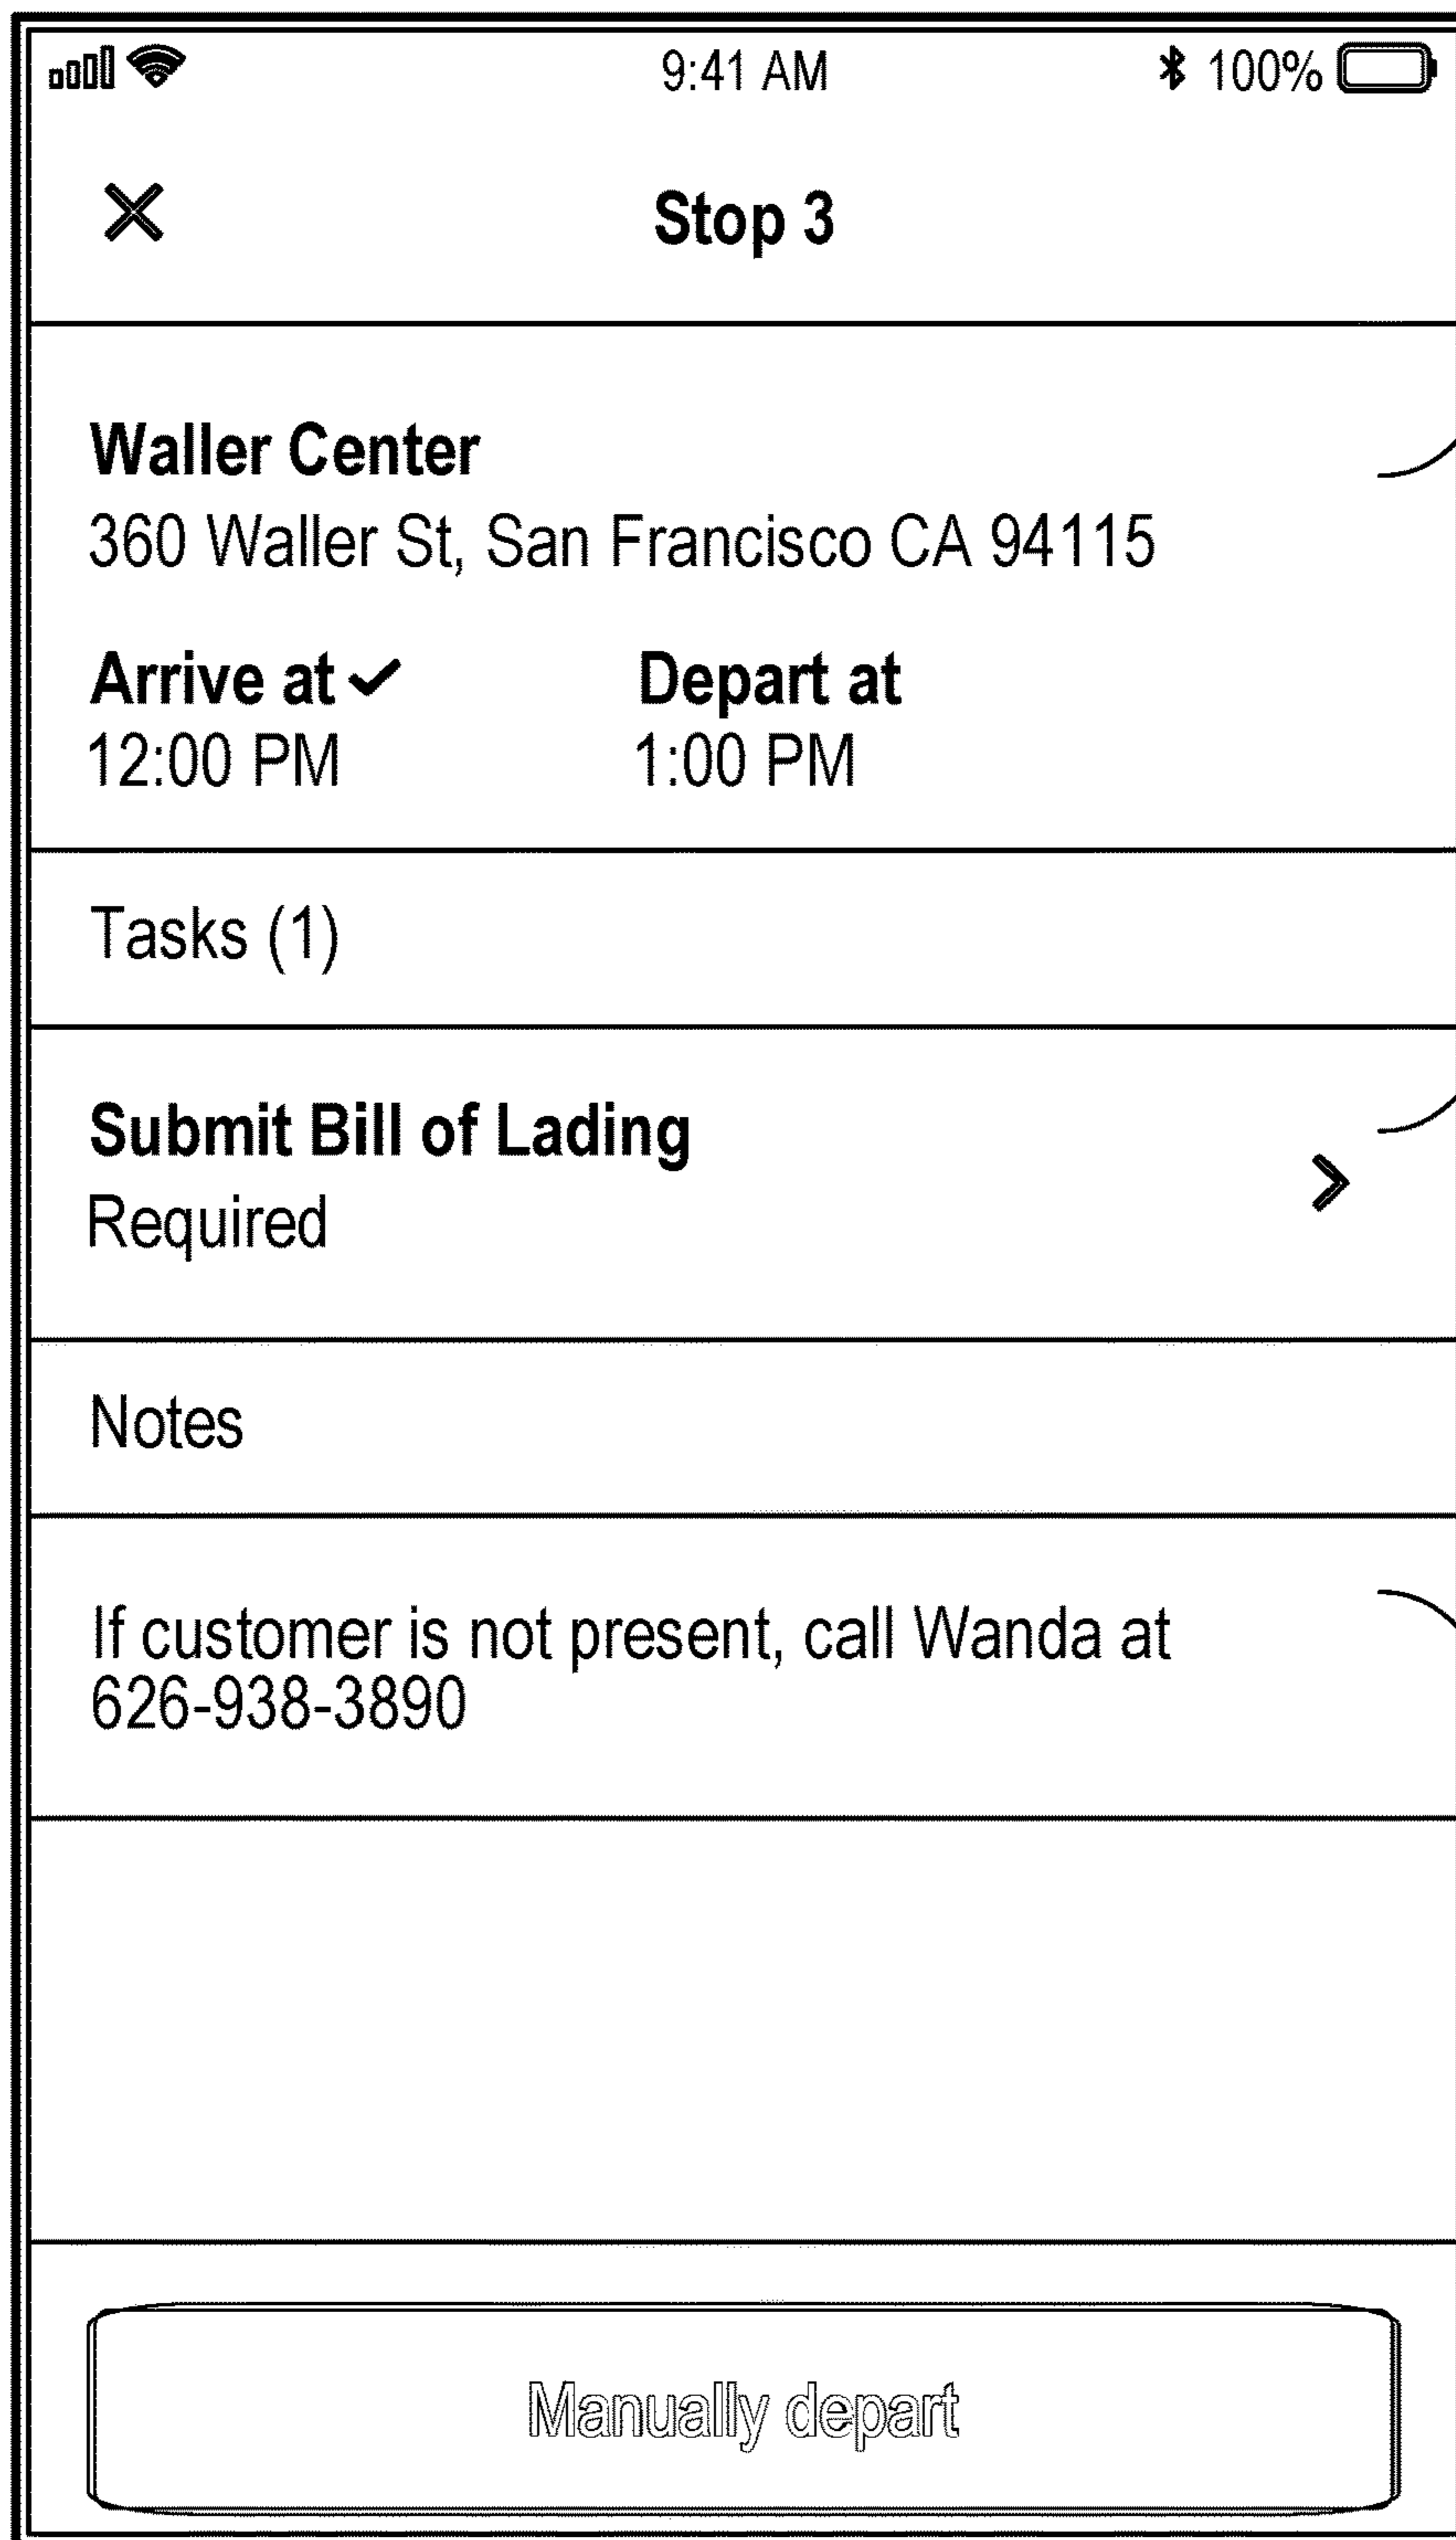 9:41 AM 100%
Stop 3
Waller Center
360 Waller St, San Francisco CA 94115
Arrive at Depart at
12:00 PM 1:00 PM
Tasks (1)
Submit Bill of Lading
Required
Notes
If customer is not present, call Wanda at
626-938-3890
Manually depart